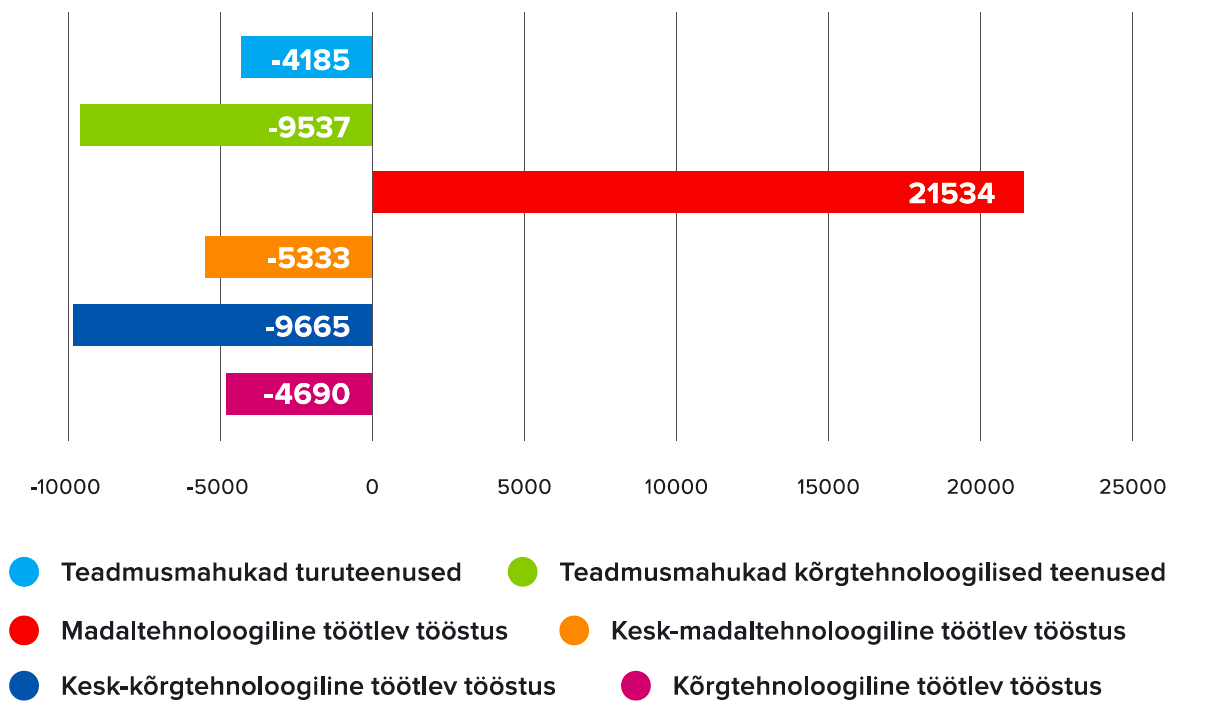 -4185
-9537
21534
-5333
-9665
-4690
-10000 -5000 0 5000 10000 15000 20000 25000
Teadmusmahukad turuteenused Teadmusmahukad kõrgtehnoloogilised teenused
Madaltehnoloogiline töötlev tööstus Kesk-madaltehnoloogiline töötlev tööstus
Kesk-kõrgtehnoloogiline töötlev tööstus Kõrgtehnoloogiline töötlev tööstus